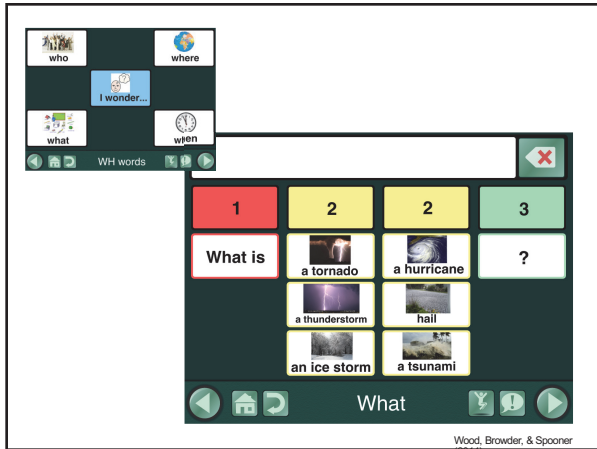 who
where
?
I wonder...
what
when
WH words
1
2
2
3
What is
a tornado
a hurricane
?
a thunderstorm
hail
an ice storm
a tsunami
What
Wood, Browder, & Spooner